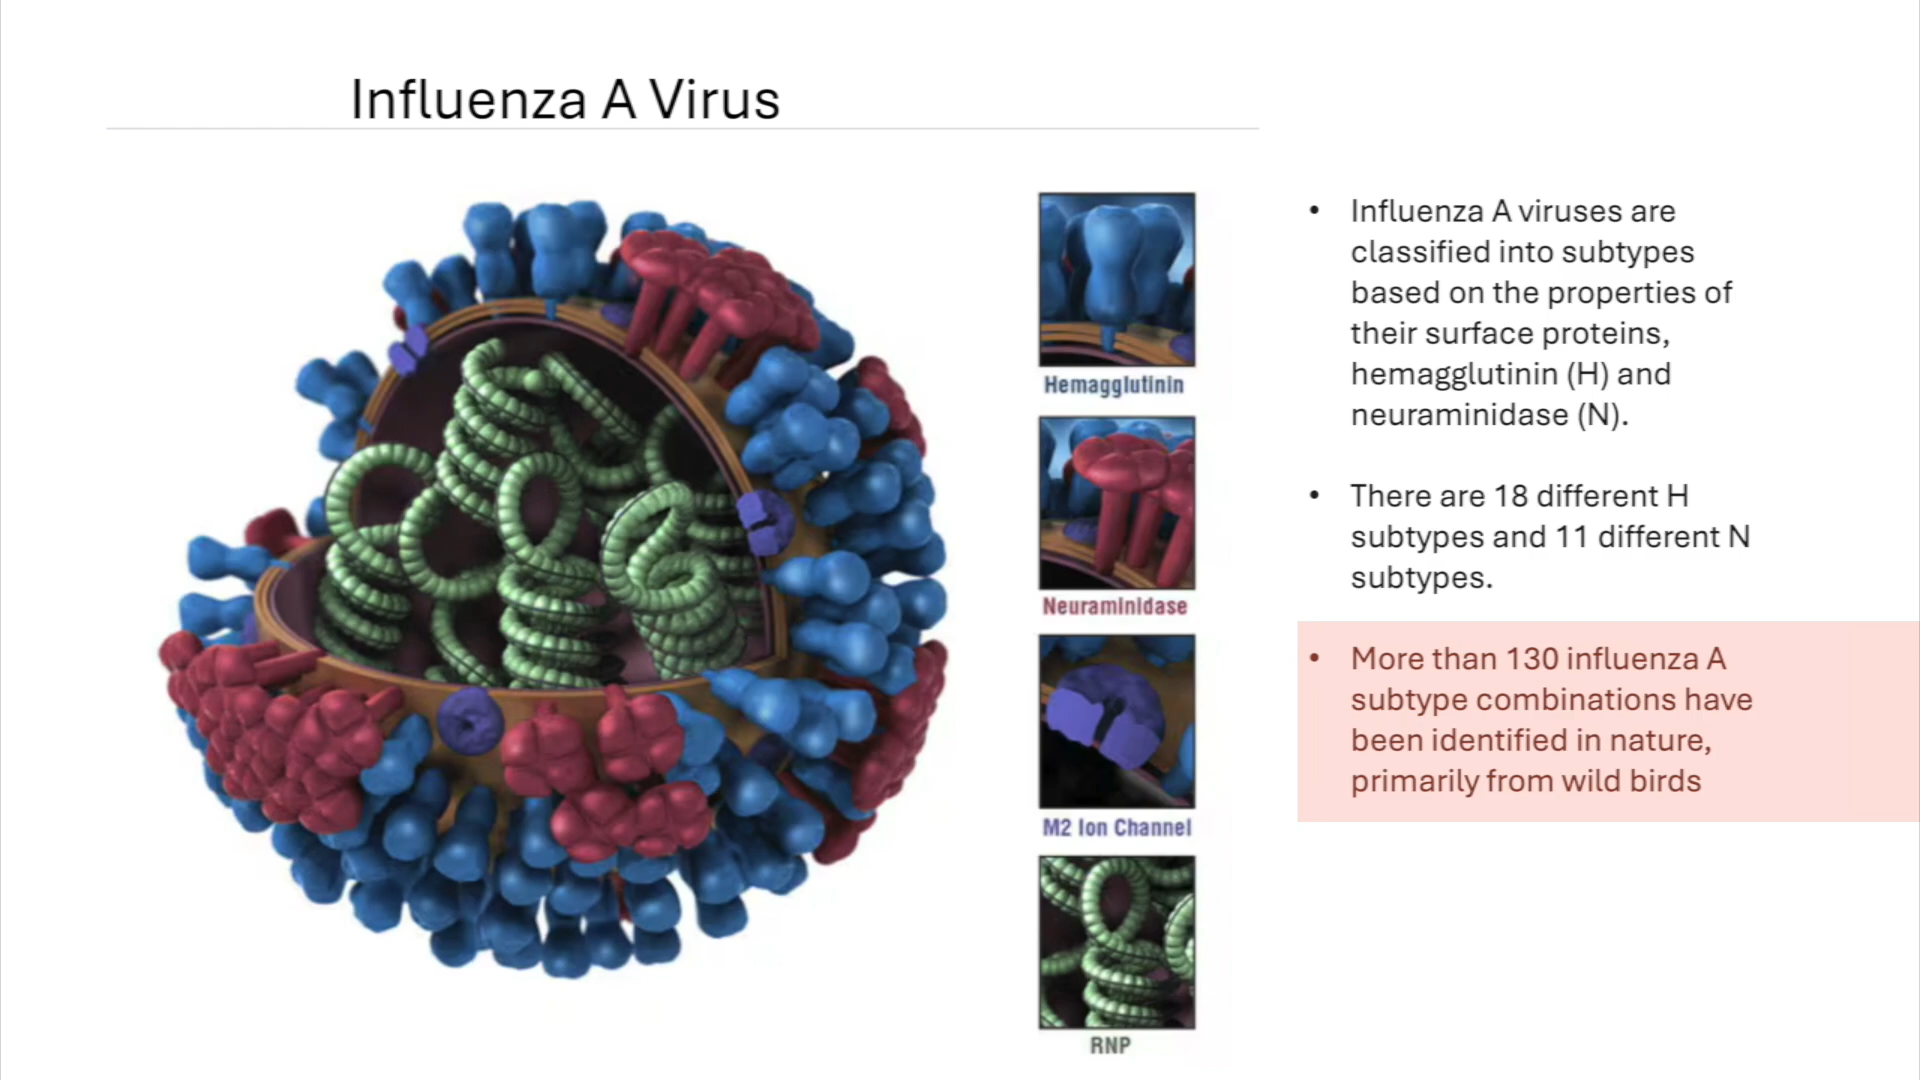 Influenza A Virus
Hemagglutinin
Neuraminidase
M2 Ion Channel
RNP
• Influenza A viruses are
classified into subtypes
based on the properties of
their surface proteins,
hemagglutinin (H) and
neuraminidase (N).
• There are 18 different H
subtypes and 11 different N
subtypes.
• More than 130 influenza A
subtype combinations have
been identified in nature,
primarily from wild birds